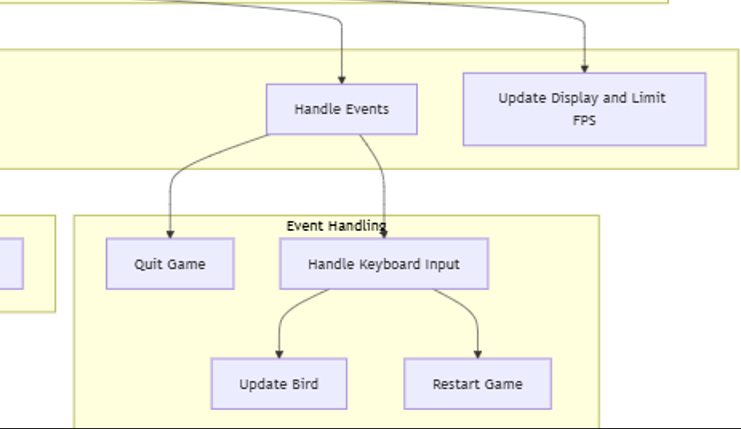 Handle Events
Update Display and Limit
FPS
Event Handling
Quit Game
Handle Keyboard Input
Update Bird
Restart Game